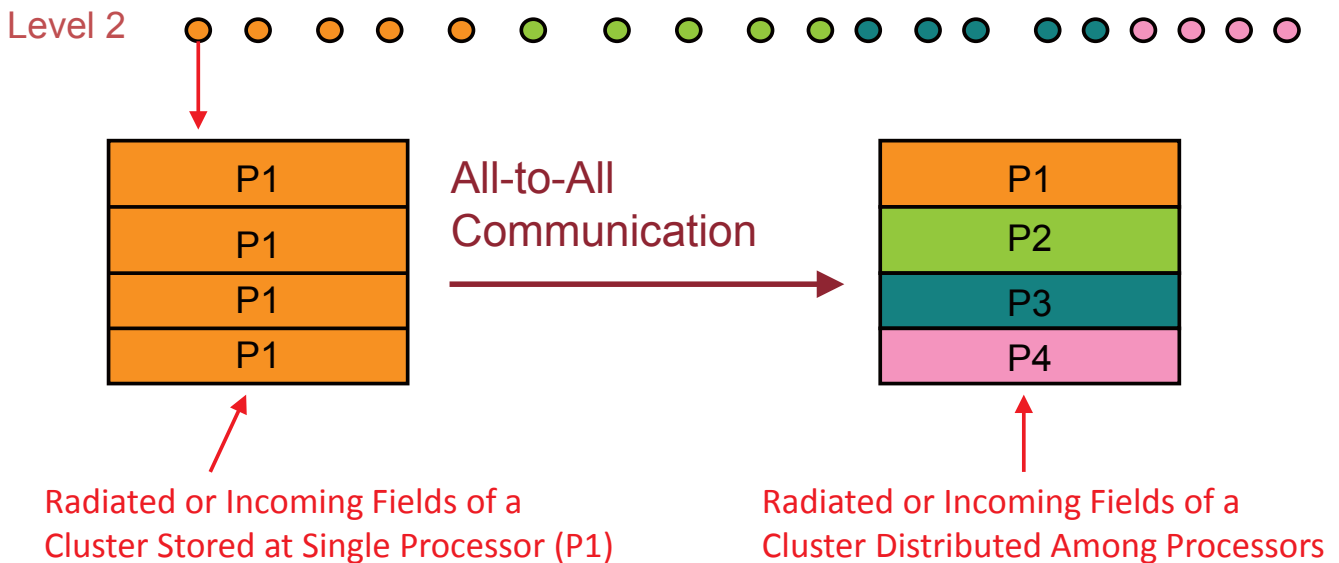 Level 2
P1
P1
P1
P1
All-to-All
Communication
P1
P2
P3
P4
Radiated or Incoming Fields of a
Cluster Stored at Single Processor (P1)
Radiated or Incoming Fields of a
Cluster Distributed Among Processors